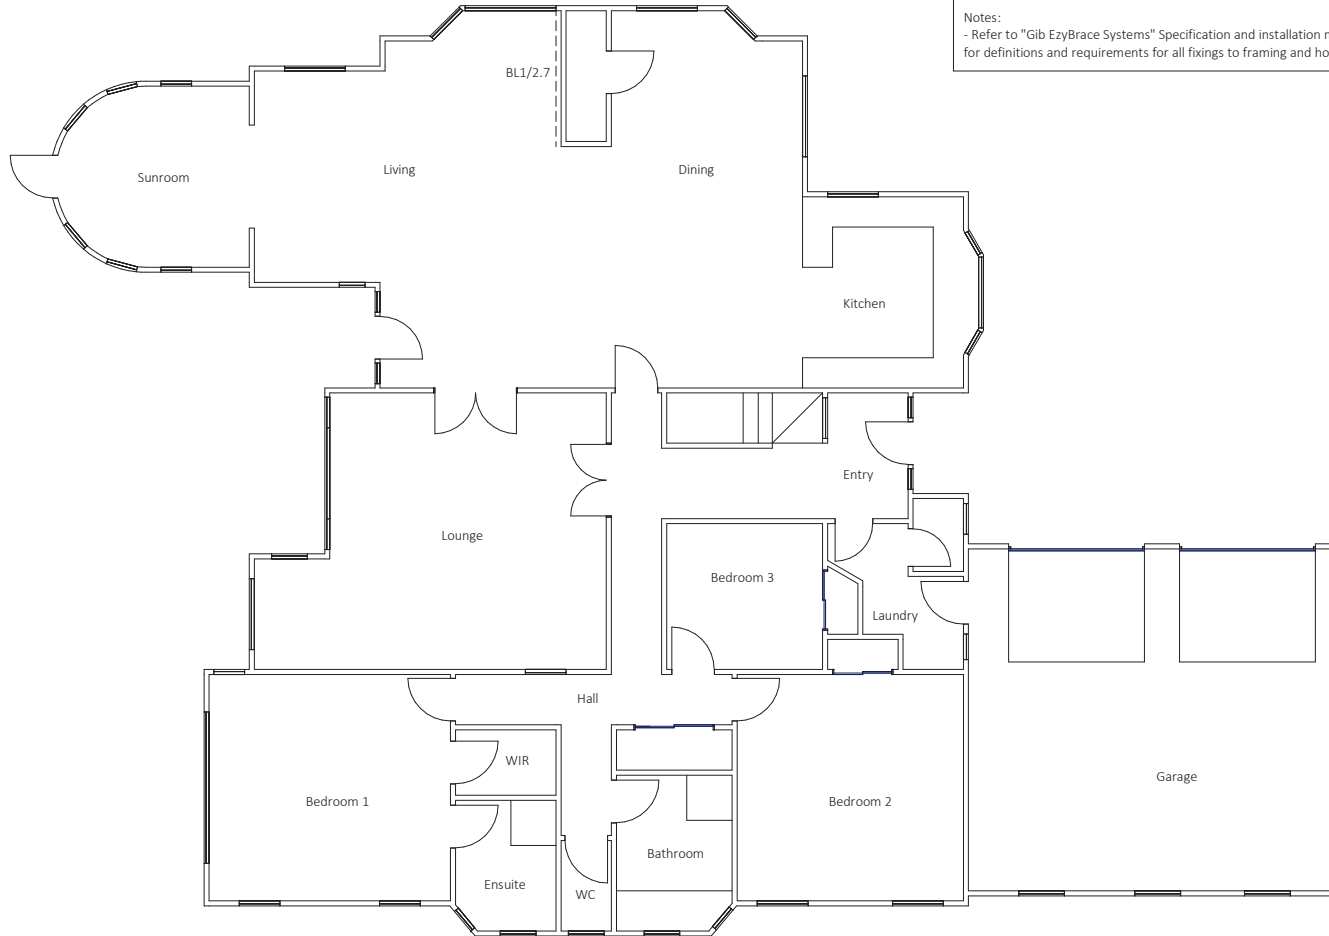 Notes:
- Refer to "Gib EzyBrace Systems" Specification and installation
for definitions and requirements for all fixings to framing and
BL1/2.7
Sunroom
Living
Dining
Kitchen
Entry
Lounge
Bedroom 3
Laundry
Hall
WIR
Bedroom 1
Bedroom 2
Garage
Bathroom
Ensuite
WC